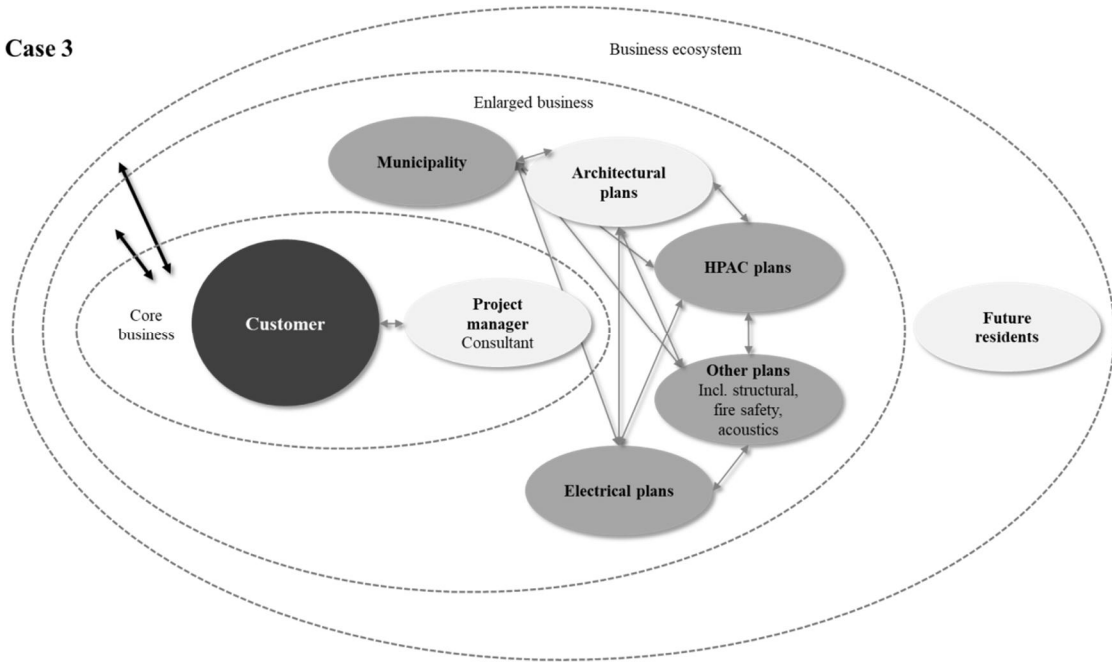 Case 3
Business ecosystem
Enlarged business
Municipality
Architectural
plans
HPAC plans
Core
business
Customer
Project
manager
Consultant
Future
residents
Other plans
Incl. structural,
fire safety,
acoustics
Electrical plans